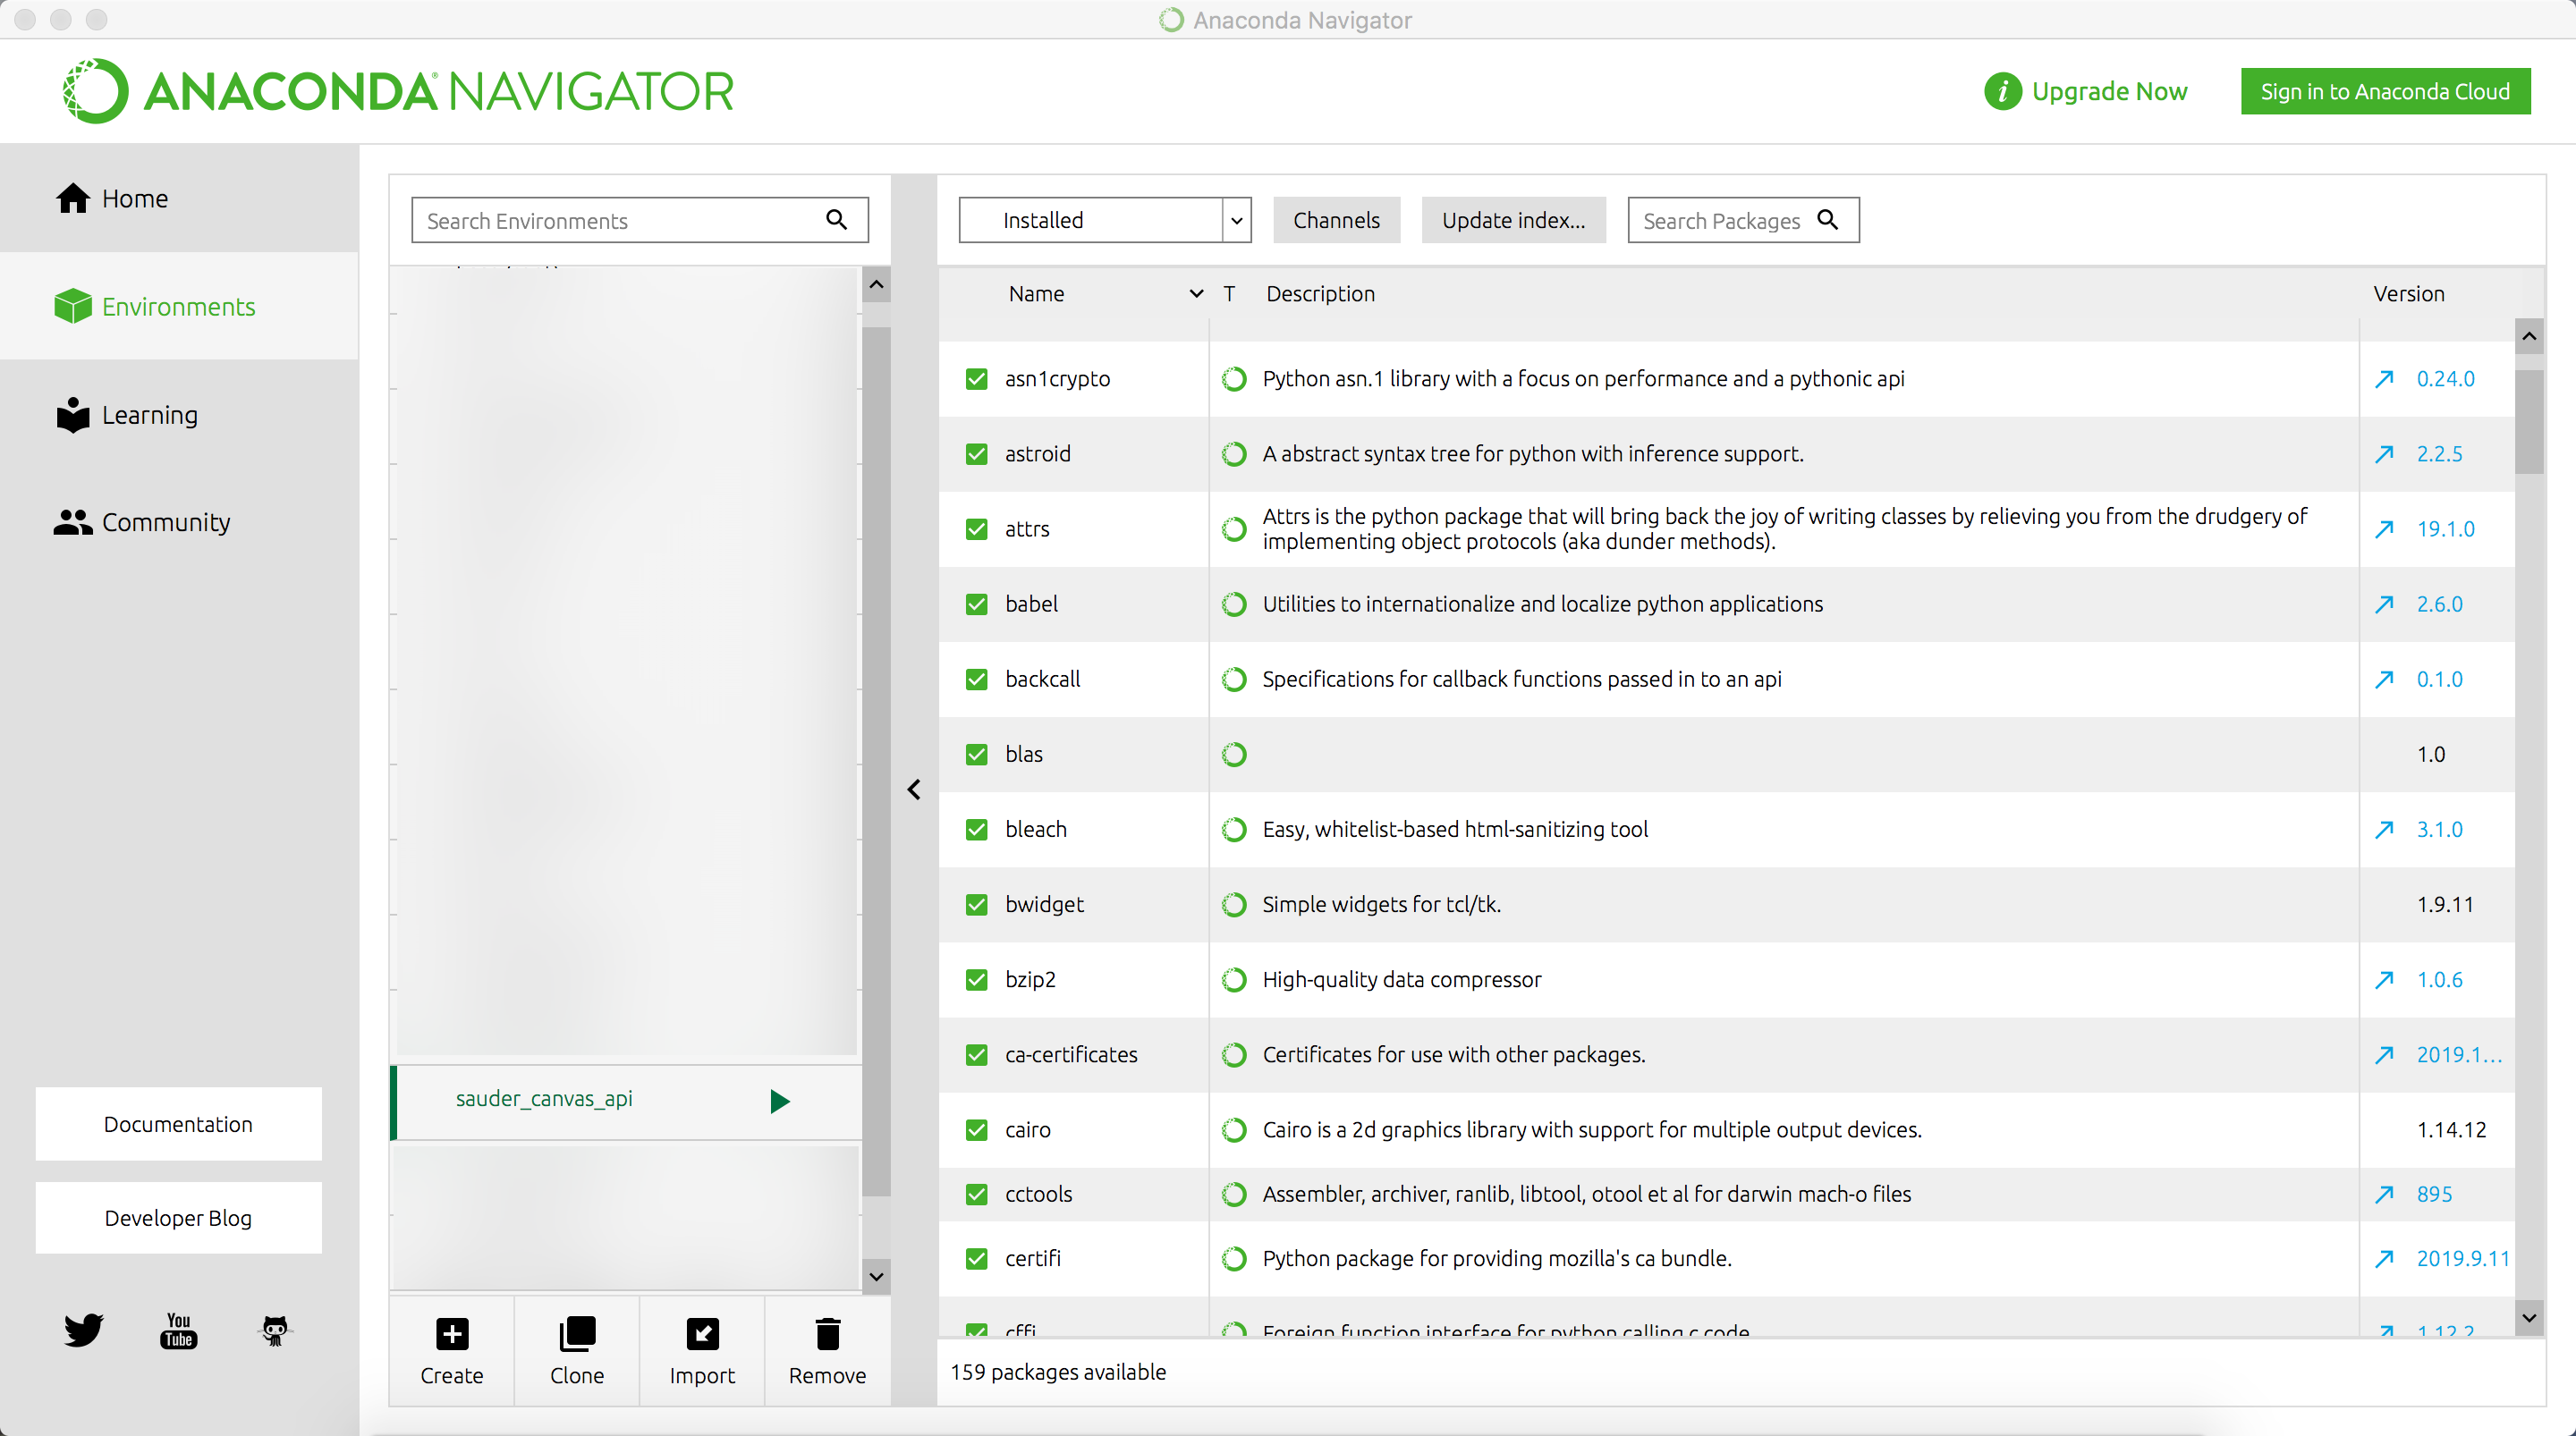 Anaconda Navigator
ANACONDA NAVIGATOR
Upgrade Now
Sign in to Anaconda Cloud
Home
Environments
Learning
Community
Documentation
Developer Blog
You
Tube
Search Environments
sauder_canvas_api
Create
Clone
Import
Remove
Installed
Channels
Update index...
Search Packages
Name T Description Version
asn1crypto Python asn.1 library with a focus on performance and a pythonic api 0.24.0
astroid A abstract syntax tree for python with inference support. 2.2.5
attrs Attrs is the python package that will bring back the joy of writing classes by relieving you from the drudgery of
implementing object protocols (aka dunder methods). 19.1.0
babel Utilities to internationalize and localize python applications 2.6.0
backcall Specifications for callback functions passed in to an api 0.1.0
blas 1.0
bleach Easy, whitelist-based html-sanitizing tool 3.1.0
bwidget Simple widgets for tcl/tk. 1.9.11
bzip2 High-quality data compressor 1.0.6
ca-certificates Certificates for use with other packages. 2019.1...
cairo Cairo is a 2d graphics library with support for multiple output devices. 1.14.12
cctools Assembler, archiver, ranlib, libtool, otool et al for darwin mach-o files 895
certifi Python package for providing mozilla's ca bundle. 2019.9.11
cffi Foreign function interface for python calling c code. 1.12.2
159 packages available